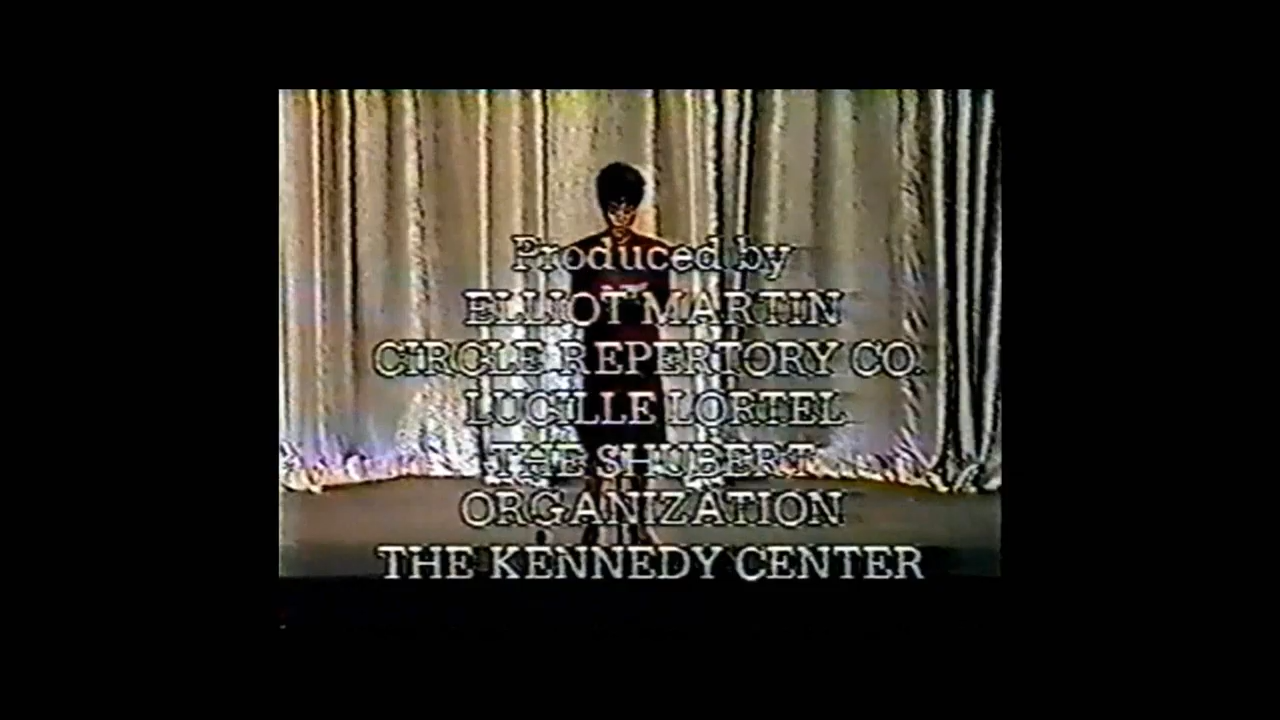 Produced by
ELLIOT MARTIN
CIRCLE REPERTORY CO.
LUCILLE LORTEL
THE SHUBERT
ORGANIZATION
THE KENNEDY CENTER